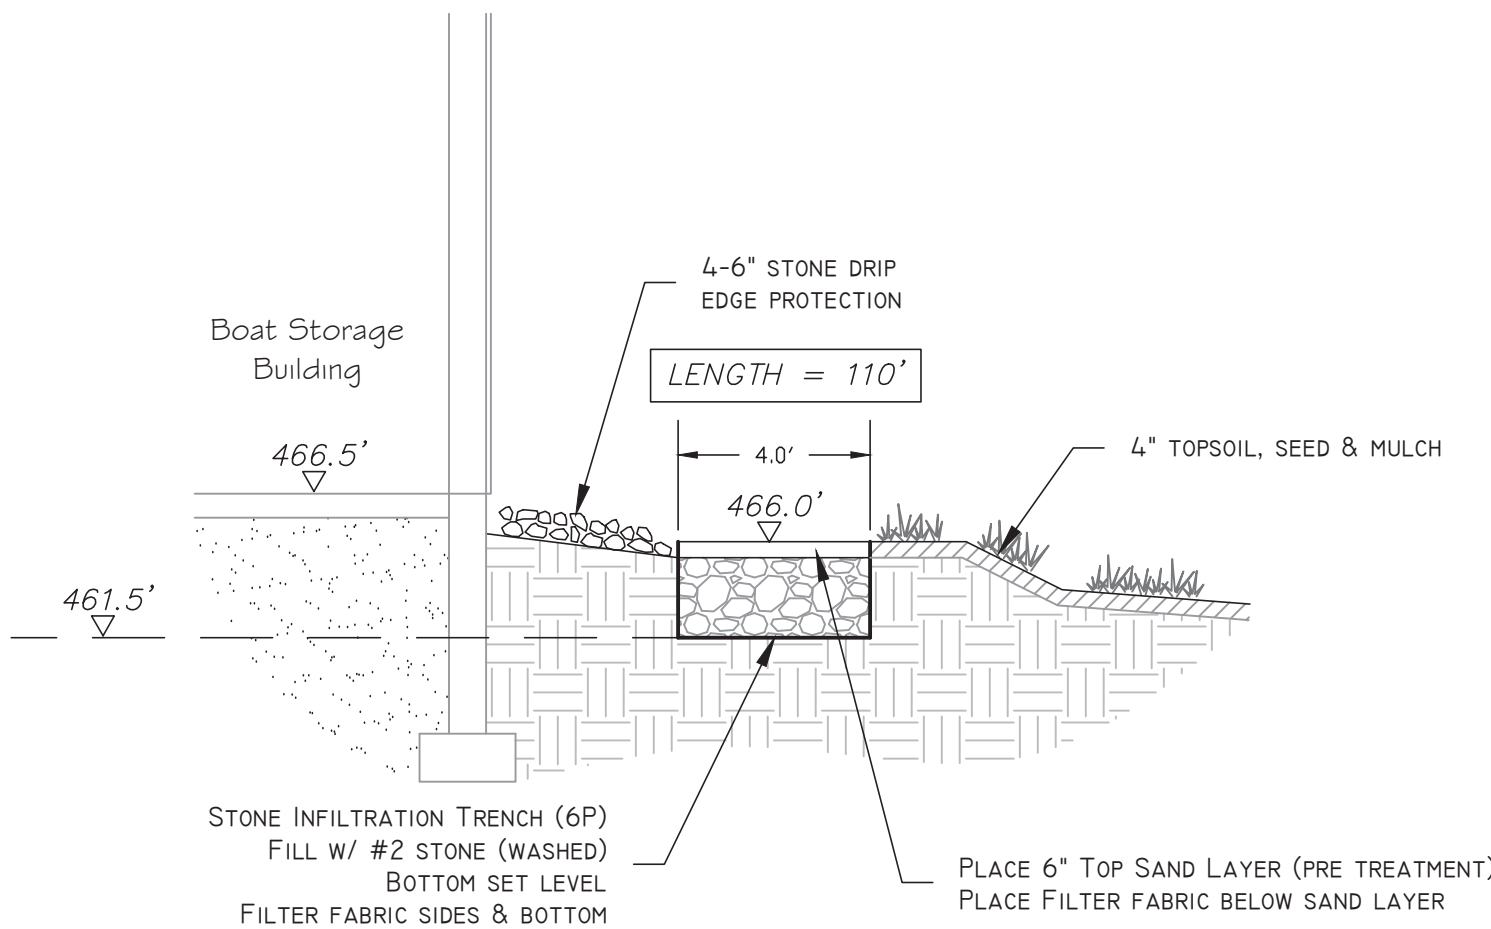 4-6" STONE DRIP
EDGE PROTECTION
Boat Storage
Building
LENGTH = 110'
466.5'
4.0'
4" TOPSOIL, SEED & MULCH
466.0'
461.5'
STONE INFILTRATION TRENCH (6P)
FILL W/ #2 STONE (WASHED)
BOTTOM SET LEVEL
FILTER FABRIC SIDES & BOTTOM
PLACE 6" TOP SAND LAYER (PRE TREATMENT)
PLACE FILTER FABRIC BELOW SAND LAYER